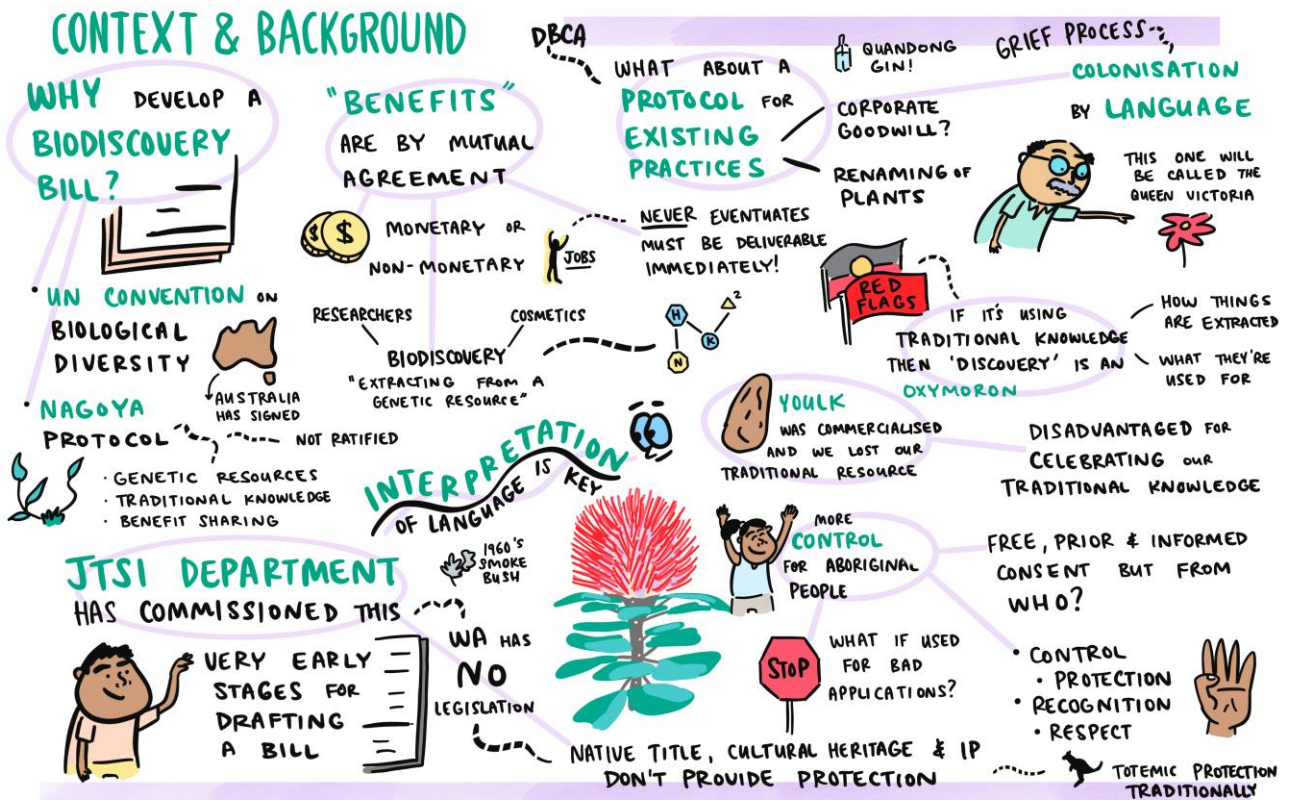 CONTEXT & BACKGROUND
WHY DEVELOP A
BIODISCOVERY
BILL?
• UN CONVENTION ON
BIOLOGICAL
DIVERSITY
AUSTRALIA
HAS SIGNED
• NAGOYA
PROTOCOL
NOT RATIFIED
· GENETIC RESOURCES
· TRADITIONAL KNOWLEDGE
· BENEFIT SHARING
"BENEFITS"
ARE BY MUTUAL
AGREEMENT
$ $
MONETARY OR
NON-MONETARY
JOBS
NEVER EVENTUATES
MUST BE DELIVERABLE
IMMEDIATELY!
RESEARCHERS
COSMETICS
BIODISCOVERY
"EXTRACTING FROM A
GENETIC RESOURCE"
H
K
N
2
DBCA
WHAT ABOUT A
PROTOCOL FOR
EXISTING
PRACTICES
QUANDONG
GIN!
CORPORATE
GOODWILL?
RENAMING OF
PLANTS
GRIEF PROCESS
COLONISATION
BY LANGUAGE
THIS ONE WILL
BE CALLED THE
QUEEN VICTORIA
RED
FLAGS
IF IT'S USING
TRADITIONAL KNOWLEDGE
THEN 'DISCOVERY' IS AN
OXYMORON
HOW THINGS
ARE EXTRACTED
WHAT THEY'RE
USED FOR
INTERPRETATION
OF LANGUAGE IS KEY
YOULK
WAS COMMERCIALISED
AND WE LOST OUR
TRADITIONAL RESOURCE
DISADVANTAGED FOR
CELEBRATING OUR
TRADITIONAL KNOWLEDGE
JTSI DEPARTMENT
HAS COMMISSIONED THIS
VERY EARLY
STAGES FOR
DRAFTING
A BILL
1960'S
SMOKE
BUSH
WA HAS
NO
LEGISLATION
MORE
CONTROL
FOR ABORIGINAL
PEOPLE
FREE, PRIOR & INFORMED
CONSENT BUT FROM
WHO?
STOP
WHAT IF USED
FOR BAD
APPLICATIONS?
• CONTROL
• PROTECTION
• RECOGNITION
• RESPECT
NATIVE TITLE, CULTURAL HERITAGE & IP
DON'T PROVIDE PROTECTION
TOTEMIC PROTECTION
TRADITIONALLY